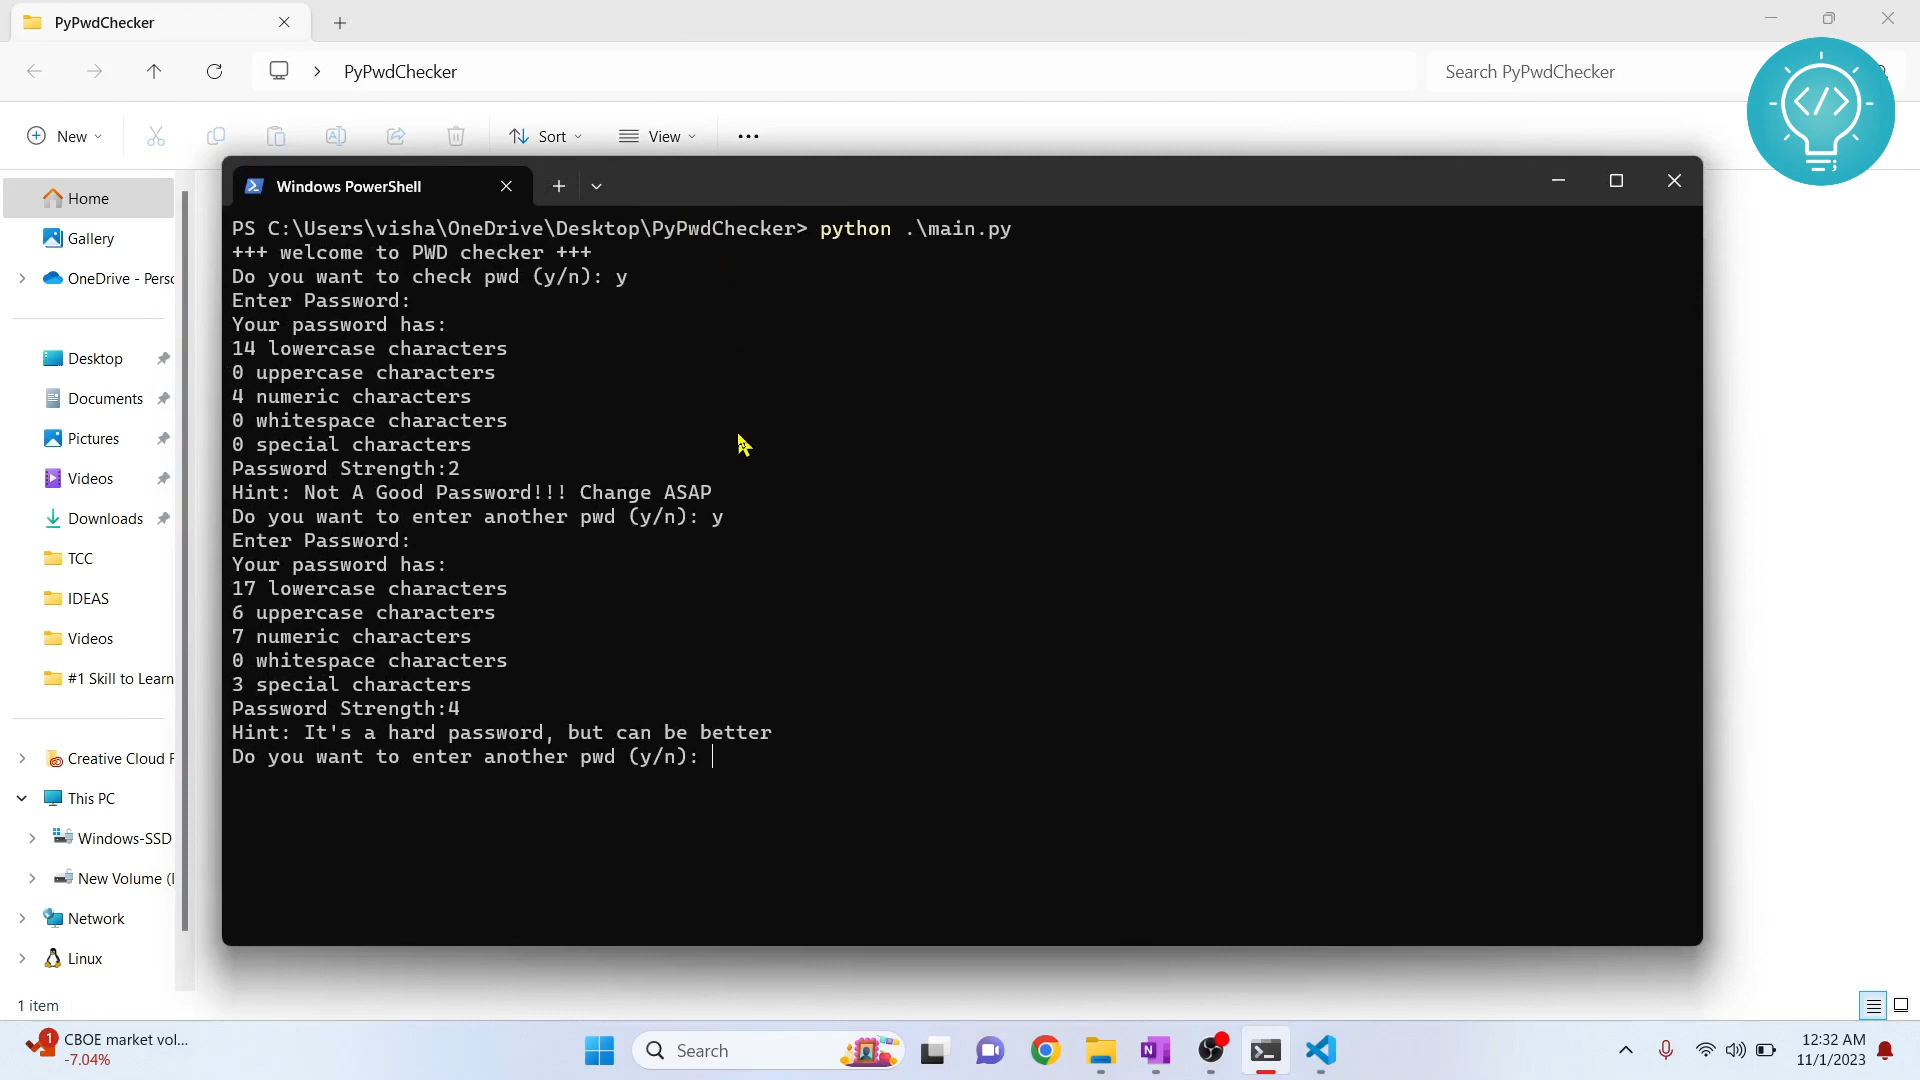 PyPwdChecker
PyPwdChecker
Search PyPwdChecker
New
Sort
View
Home
Gallery
OneDrive - Perso
Desktop
Documents
Pictures
Videos
Downloads
TCC
IDEAS
Videos
#1 Skill to Learn
Creative Cloud F
This PC
Windows-SSD
New Volume (I
Network
Linux
1 item
Windows PowerShell
PS C:\Users\visha\OneDrive\Desktop\PyPwdChecker> python .\main.py
+++ welcome to PWD checker +++
Do you want to check pwd (y/n): y
Enter Password:
Your password has:
14 lowercase characters
0 uppercase characters
4 numeric characters
0 whitespace characters
0 special characters
Password Strength:2
Hint: Not A Good Password!!! Change ASAP
Do you want to enter another pwd (y/n): y
Enter Password:
Your password has:
17 lowercase characters
6 uppercase characters
7 numeric characters
0 whitespace characters
3 special characters
Password Strength:4
Hint: It's a hard password, but can be better
Do you want to enter another pwd (y/n):
1
CBOE market vol...
-7.04%
Search
12:32 AM
11/1/2023